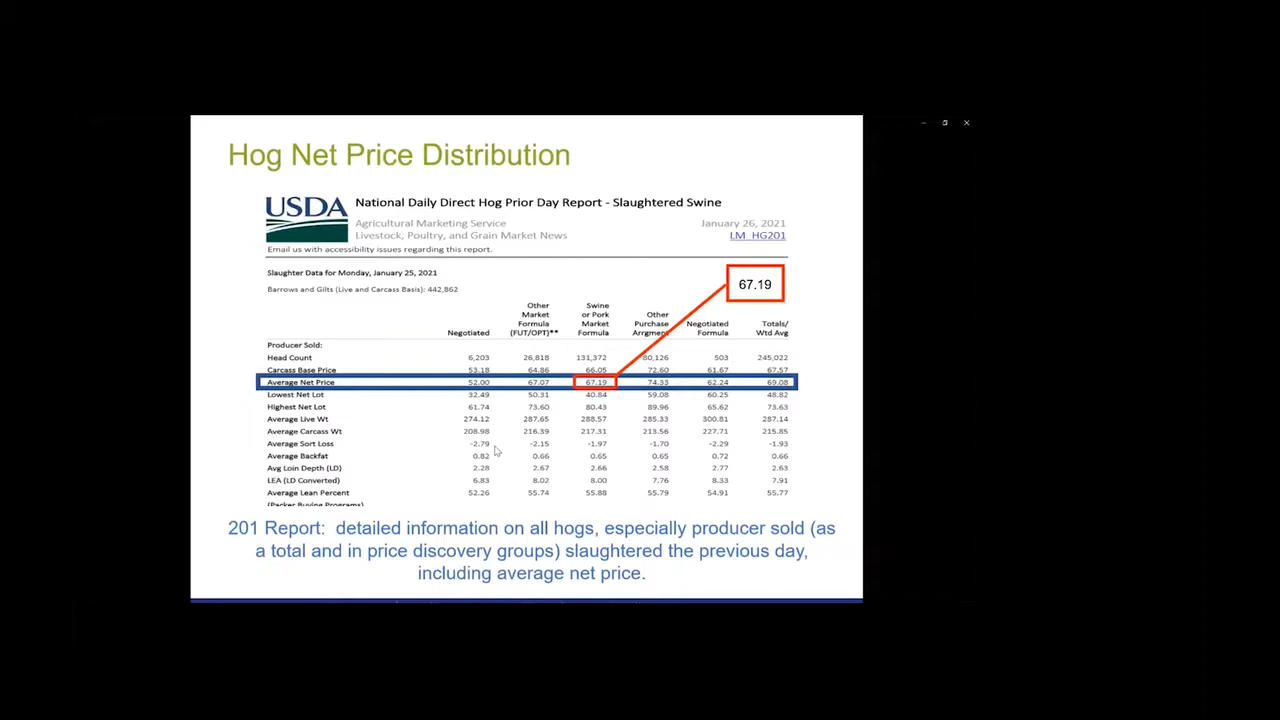 Hog Net Price Distribution
USDA
National Daily Direct Hog Prior Day Report - Slaughtered Swine
Agricultural Marketing Service January 26, 2021
Livestock, Poultry, and Grain Market News LM_HG201
Email us with accessibility issues regarding this report.
Slaughter Data for Monday, January 25, 2021
67.19
Barrows and Gilts (Live and Carcass Basis): 442,862
Other Swine
Market or Pork Other
Formula Market Purchase Negotiated Totals/
Negotiated (FUT/OPT)** Formula Arrgment Formula Wtd Avg
Producer Sold:
Head Count 6,203 26,818 131,372 80,126 503 245,022
Carcass Base Price 53.18 64.86 66.05 72.60 61.67 67.57
Average Net Price 52.00 67.07 67.19 74.33 62.24 69.08
Lowest Net Lot 32.49 50.31 40.84 59.08 60.25 48.82
Highest Net Lot 61.74 73.60 80.43 89.96 65.62 73.63
Average Live Wt 274.12 287.65 288.57 285.33 300.81 287.14
Average Carcass Wt 208.98 216.39 217.31 213.56 227.71 215.85
Average Sort Loss -2.79 -2.15 -1.97 -1.70 -2.29 -1.93
Average Backfat 0.82 0.66 0.65 0.65 0.72 0.66
Avg Loin Depth (LD) 2.28 2.67 2.66 2.58 2.77 2.63
LEA (LD Converted) 6.83 8.02 8.00 7.76 8.33 7.91
Average Lean Percent 52.26 55.74 55.88 55.79 54.91 55.77
(Packer Buying Programs)
201 Report: detailed information on all hogs, especially producer sold (as
a total and in price discovery groups) slaughtered the previous day,
including average net price.